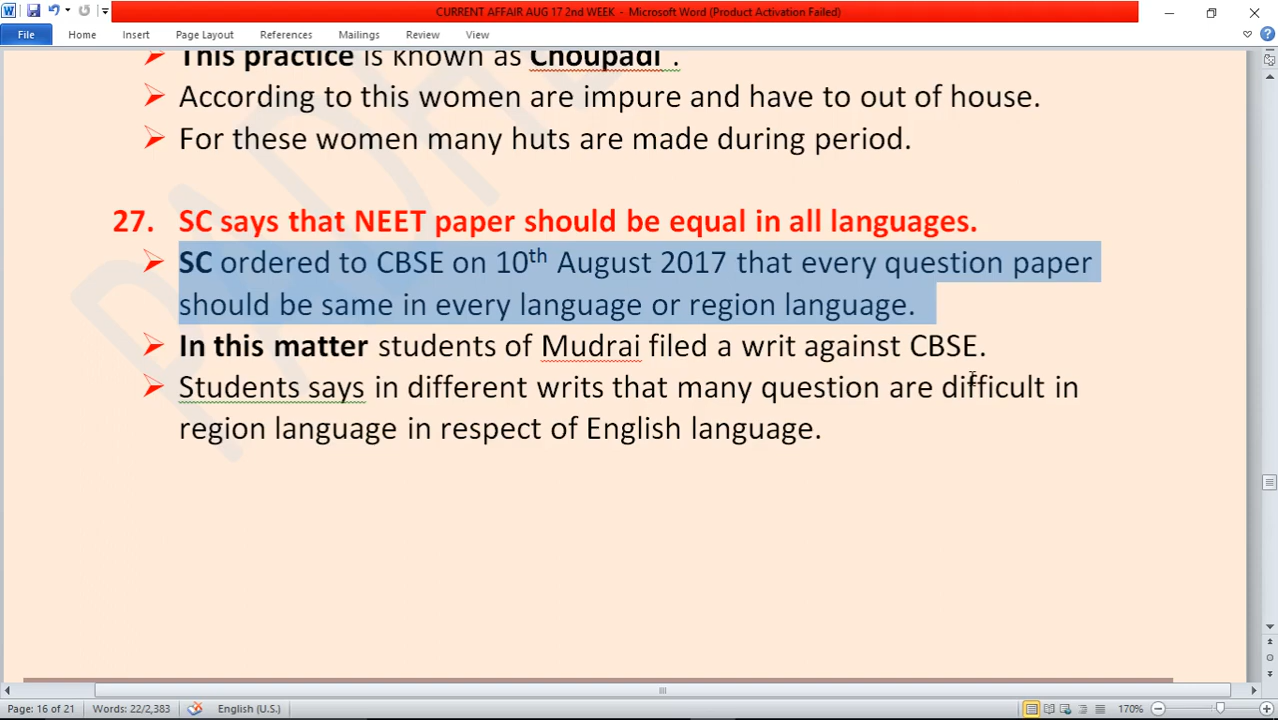 CURRENT AFFAIR AUG 17 2nd WEEK - Microsoft Word (Product Activation Failed)
File Home Insert Page Layout References Mailings Review View
This practice is known as Choupadi .
According to this women are impure and have to out of house.
For these women many huts are made during period.
27. SC says that NEET paper should be equal in all languages.
SC ordered to CBSE on 10th August 2017 that every question paper
should be same in every language or region language.
In this matter students of Mudrai filed a writ against CBSE.
Students says in different writs that many question are difficult in
region language in respect of English language.
Page: 16 of 21 Words: 22/2,383 English (U.S.) 170%